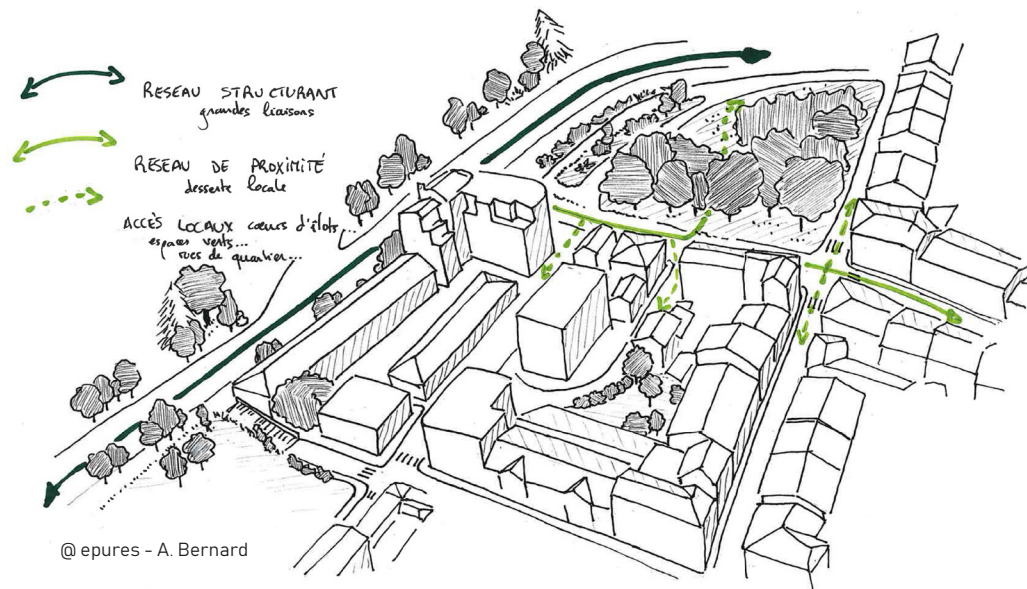 RESEAU STRUCTURANT
grandes liaisons
RESEAU DE PROXIMITÉ
desserte locale
ACCÈS LOCAUX cœurs d'îlots...
espaces verts...
rues de quartier...
@ epures - A. Bernard